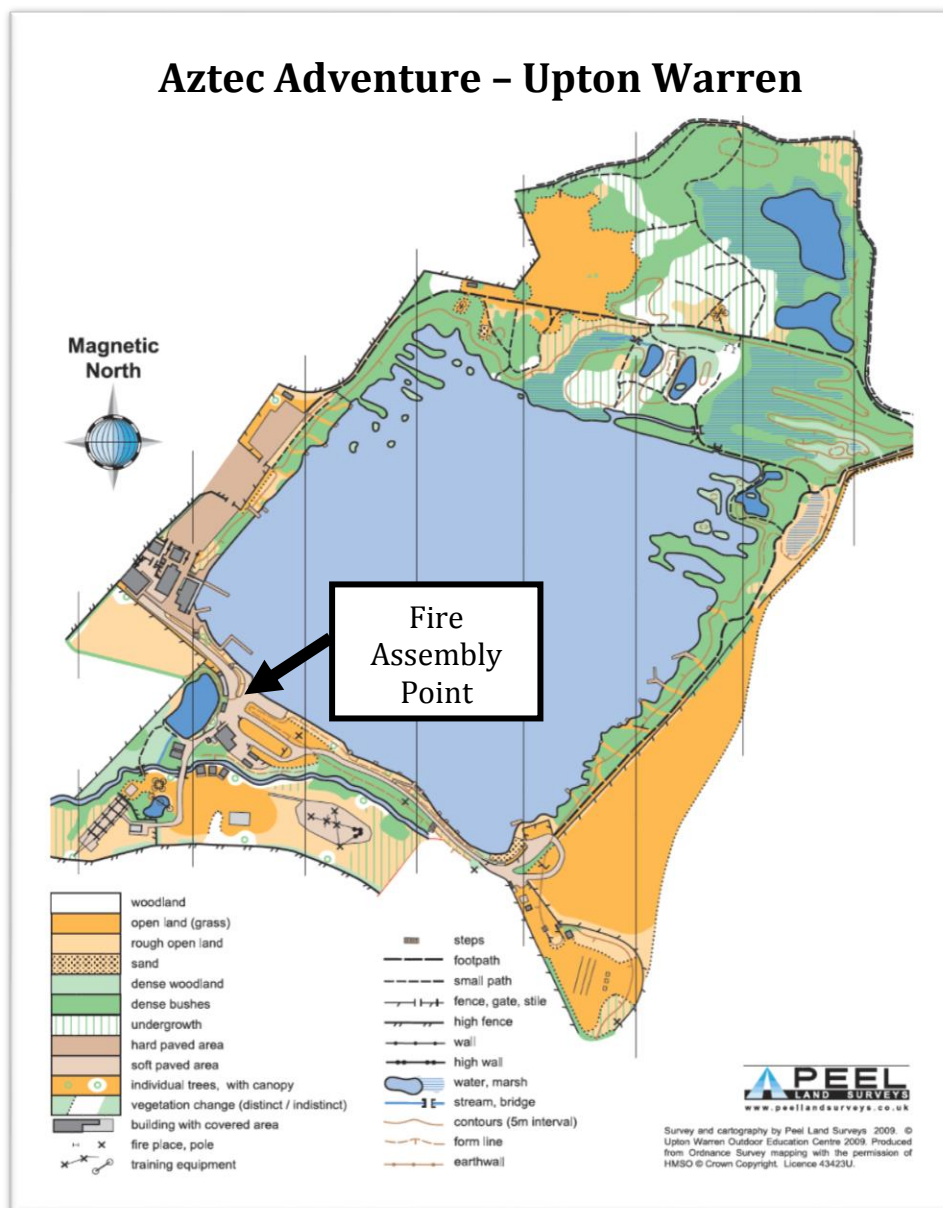 Aztec Adventure – Upton Warren
Magnetic
North
Fire
Assembly
Point
woodland
open land (grass)
rough open land
sand
dense woodland
dense bushes
undergrowth
hard paved area
soft paved area
individual trees, with canopy
vegetation change (distinct / indistinct)
building with covered area
fire place, pole
training equipment
steps
footpath
small path
fence, gate, stile
high fence
wall
high wall
water, marsh
stream, bridge
contours (5m interval)
form line
earthwall
PEEL
LAND SURVEYS
www.peellandsurveys.co.uk
Survey and cartography by Peel Land Surveys 2009. ©
Upton Warren Outdoor Education Centre 2009. Produced
from Ordnance Survey mapping with the permission of
HMSO © Crown Copyright. Licence 43423U.